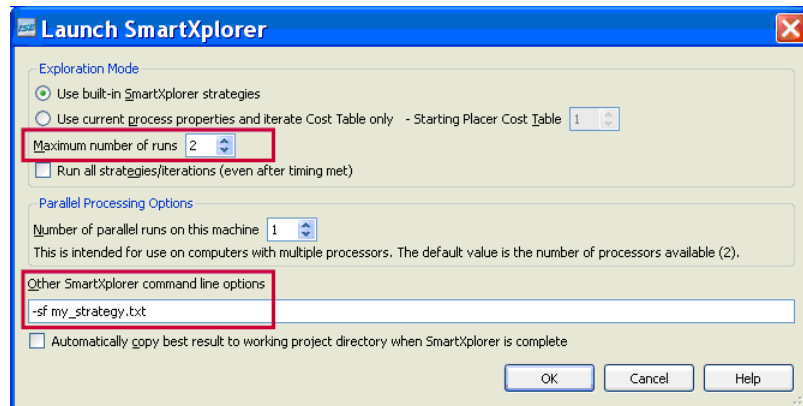 ISE Launch SmartXplorer
Exploration Mode
Use built-in SmartXplorer strategies
Use current process properties and iterate Cost Table only - Starting Placer Cost Table 1
Maximum number of runs 2
Run all strategies/iterations (even after timing met)
Parallel Processing Options
Number of parallel runs on this machine 1
This is intended for use on computers with multiple processors. The default value is the number of processors available (2).
Other SmartXplorer command line options
-sf my_strategy.txt
Automatically copy best result to working project directory when SmartXplorer is complete
OK Cancel Help